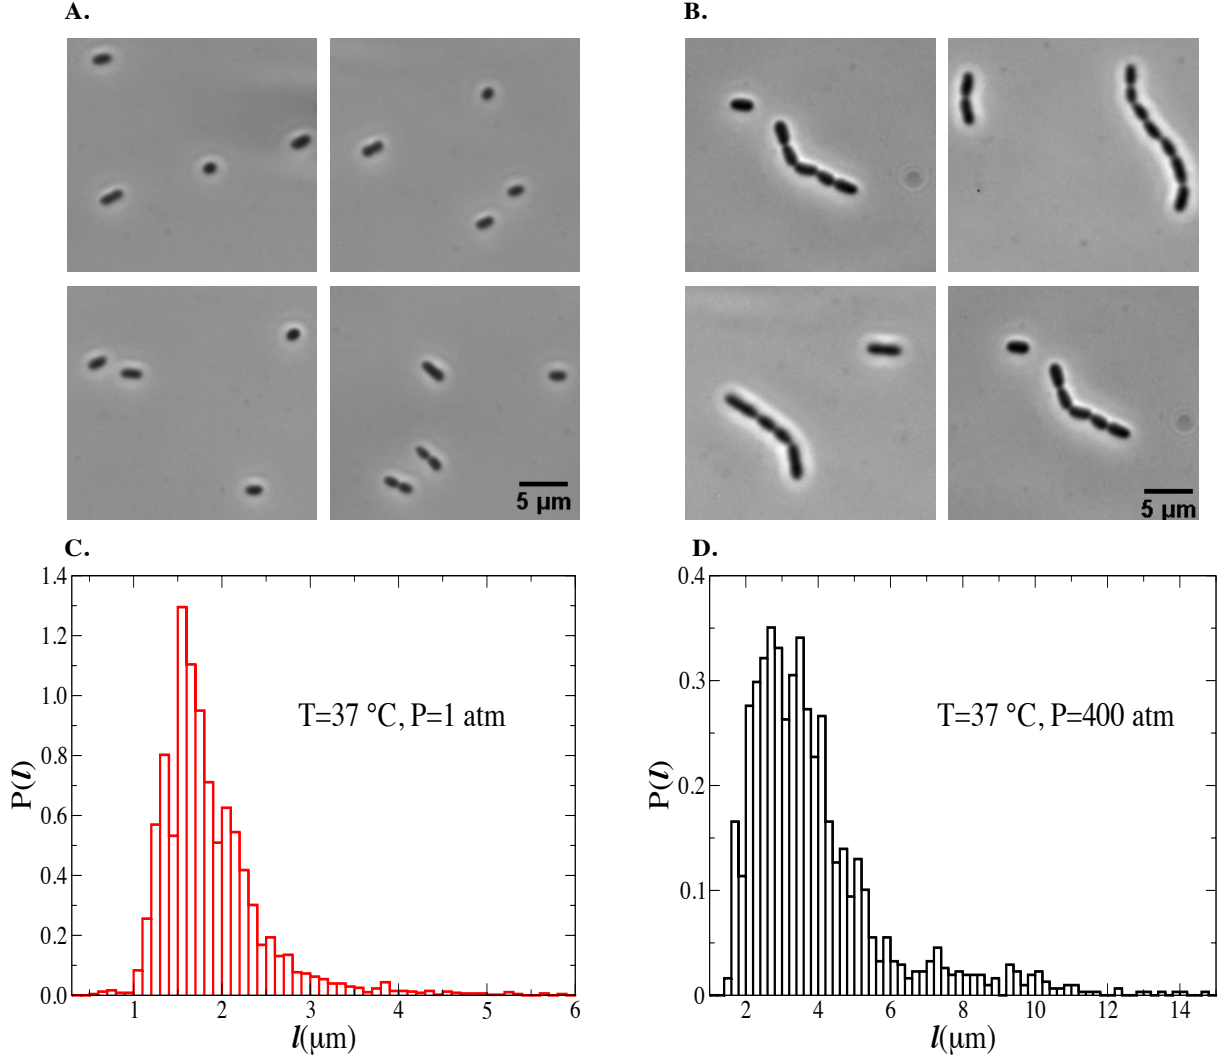 A.
B.
5 μm
5 μm
C.
D.
1.4
1.2
1.0
0.8
0.6
0.4
0.2
0.0
P(l)
T=37 °C, P=1 atm
1 2 3 4 5 6
l(μm)
0.4
0.3
0.2
0.1
0
P(l)
T=37 °C, P=400 atm
2 4 6 8 10 12 14
l(μm)